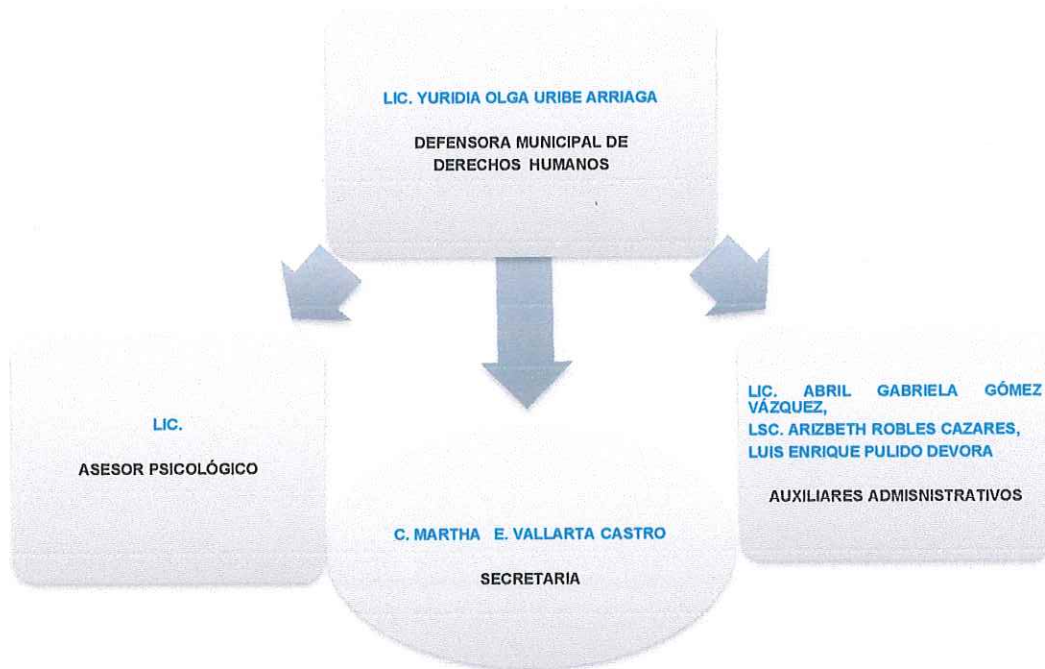 LIC. YURIDIA OLGA URIBE ARRIAGA
DEFENSORA MUNICIPAL DE
DERECHOS HUMANOS
LIC.
ASESOR PSICOLÓGICO
C. MARTHA E. VALLARTA CASTRO
SECRETARIA
LIC. ABRIL GABRIELA GÓMEZ
VÁZQUEZ,
LSC. ARIZBETH ROBLES CAZARES,
LUIS ENRIQUE PULIDO DEVORA
AUXILIARES ADMISNISTRATIVOS